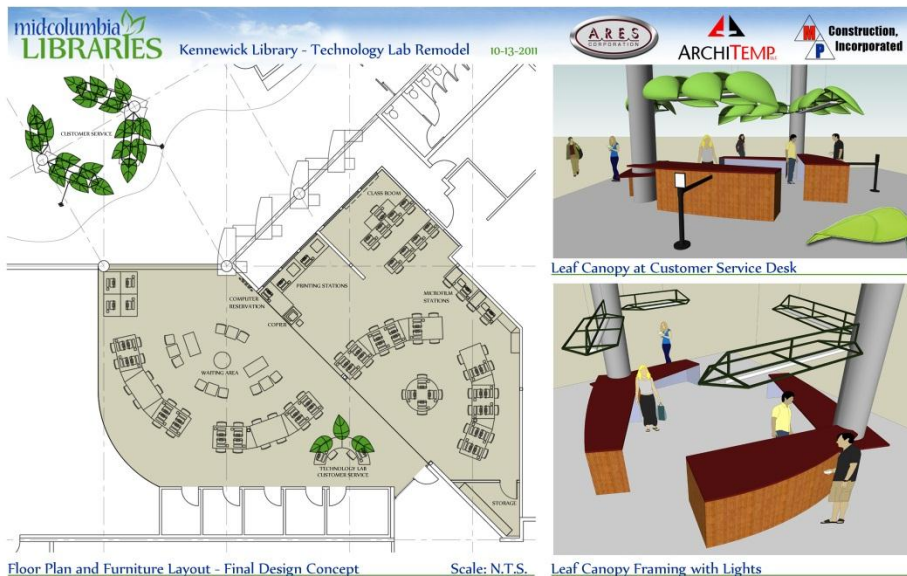 mid-columbia
LIBRARIES
Kennewick Library - Technology Lab Remodel
10-13-2011
A.R.E.S.
CORPORATION
ARCHITEMP
M
P
Construction,
Incorporated
CUSTOMER SERVICE
CLASS ROOM
PRINTING STATIONS
MICROFILM
STATIONS
COMPUTER
RESERVATION
COPIER
WAITING AREA
TECHNOLOGY LAB
CUSTOMER SERVICE
STORAGE
Floor Plan and Furniture Layout - Final Design Concept
Scale: N.T.S.
Leaf Canopy at Customer Service Desk
Leaf Canopy Framing with Lights